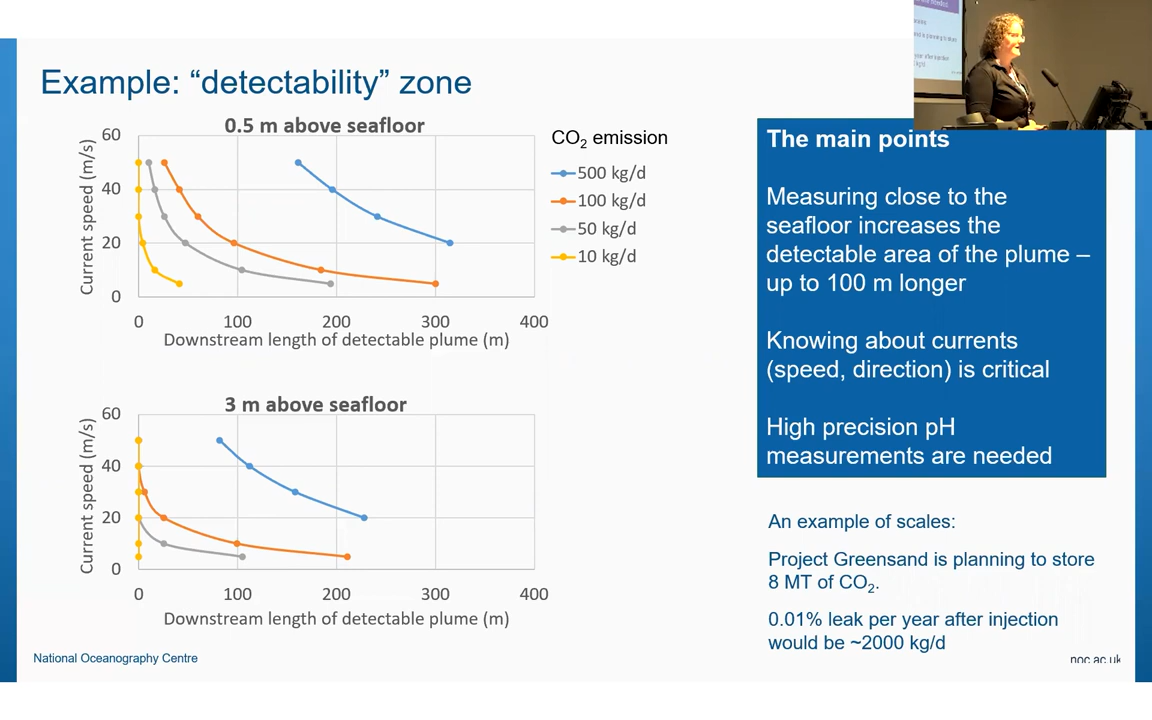 Example: “detectability” zone
0.5 m above seafloor
Current speed (m/s)
60
40
20
0
0 100 200 300 400
Downstream length of detectable plume (m)
CO₂ emission
500 kg/d
100 kg/d
50 kg/d
10 kg/d
3 m above seafloor
Current speed (m/s)
60
40
20
0
0 100 200 300 400
Downstream length of detectable plume (m)
The main points
Measuring close to the
seafloor increases the
detectable area of the plume –
up to 100 m longer
Knowing about currents
(speed, direction) is critical
High precision pH
measurements are needed
An example of scales:
Project Greensand is planning to store
8 MT of CO₂.
0.01% leak per year after injection
would be ~2000 kg/d
National Oceanography Centre
noc.ac.uk